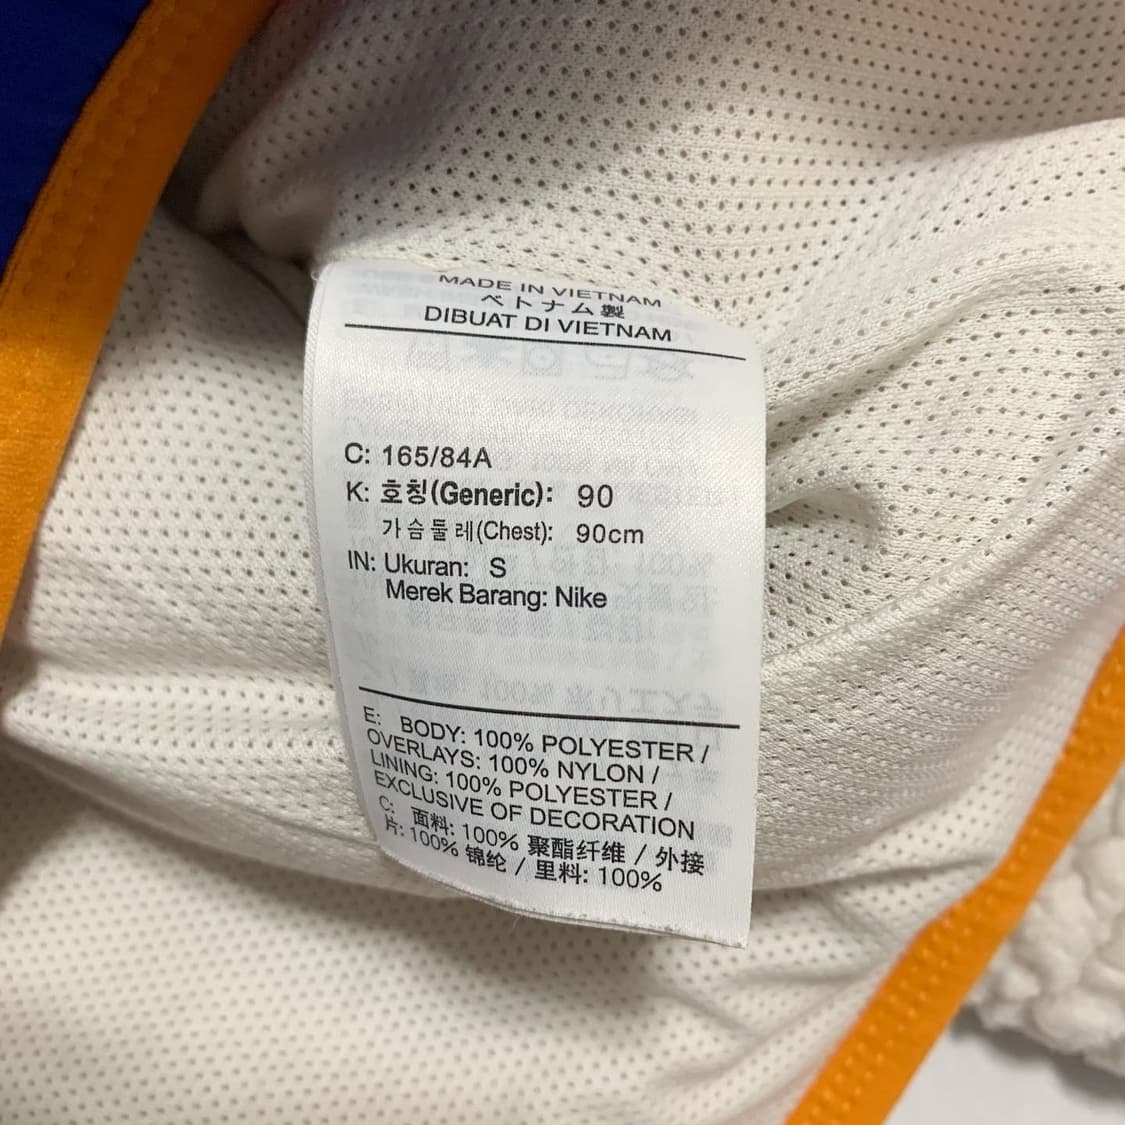 MADE IN VIETNAM
ベトナム製
DIBUAT DI VIETNAM
C: 165/84A
K: 호칭(Generic): 90
가슴둘레(Chest): 90cm
IN: Ukuran: S
Merek Barang: Nike
E: BODY: 100% POLYESTER /
OVERLAYS: 100% NYLON /
LINING: 100% POLYESTER /
EXCLUSIVE OF DECORATION
C: 面料: 100% 聚酯纤维 / 外接
片: 100% 锦纶 / 里料: 100%